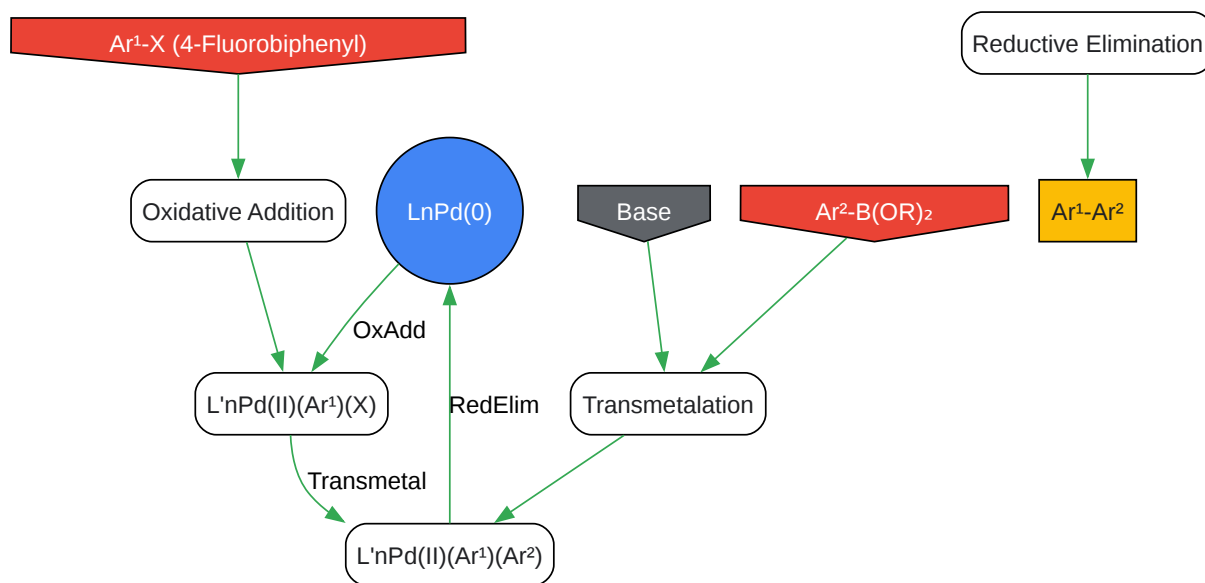 Ar¹-X (4-Fluorobiphenyl)
Reductive Elimination
Oxidative Addition
LnPd(0)
Base
Ar²-B(OR)₂
Ar¹-Ar²
OxAdd
L'nPd(II)(Ar¹)(X)
RedElim
Transmetalation
Transmetal
L'nPd(II)(Ar¹)(Ar²)